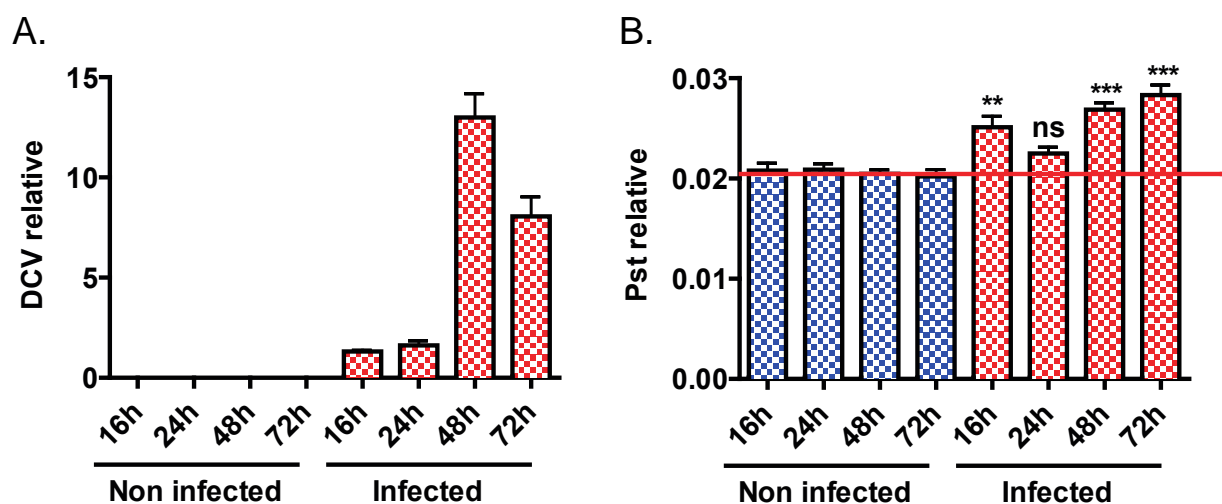 A.
DCV relative
15
10
5
0
16h
24h
48h
72h
16h
24h
48h
72h
Non infected
Infected
B.
Pst relative
0.03
0.02
0.01
0.00
**
ns
***
***
16h
24h
48h
72h
16h
24h
48h
72h
Non infected
Infected